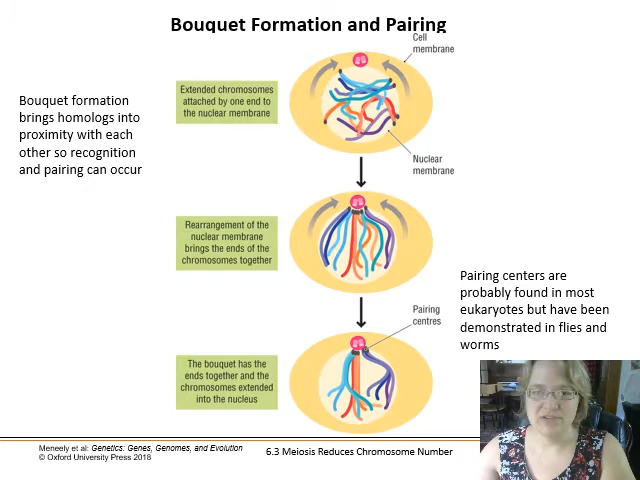 Bouquet Formation and Pairing
Cell
membrane
Extended chromosomes
attached by one end to
the nuclear membrane
Bouquet formation
brings homologs into
proximity with each
other so recognition
and pairing can occur
Nuclear
membrane
Rearrangement of the
nuclear membrane
brings the ends of the
chromosomes together
Pairing centers are
probably found in most
eukaryotes but have been
demonstrated in flies and
worms
Pairing
centres
The bouquet has the
ends together and the
chromosomes extended
into the nucleus
Meneely et al: Genetics: Genes, Genomes, and Evolution
© Oxford University Press 2018
6.3 Meiosis Reduces Chromosome Number